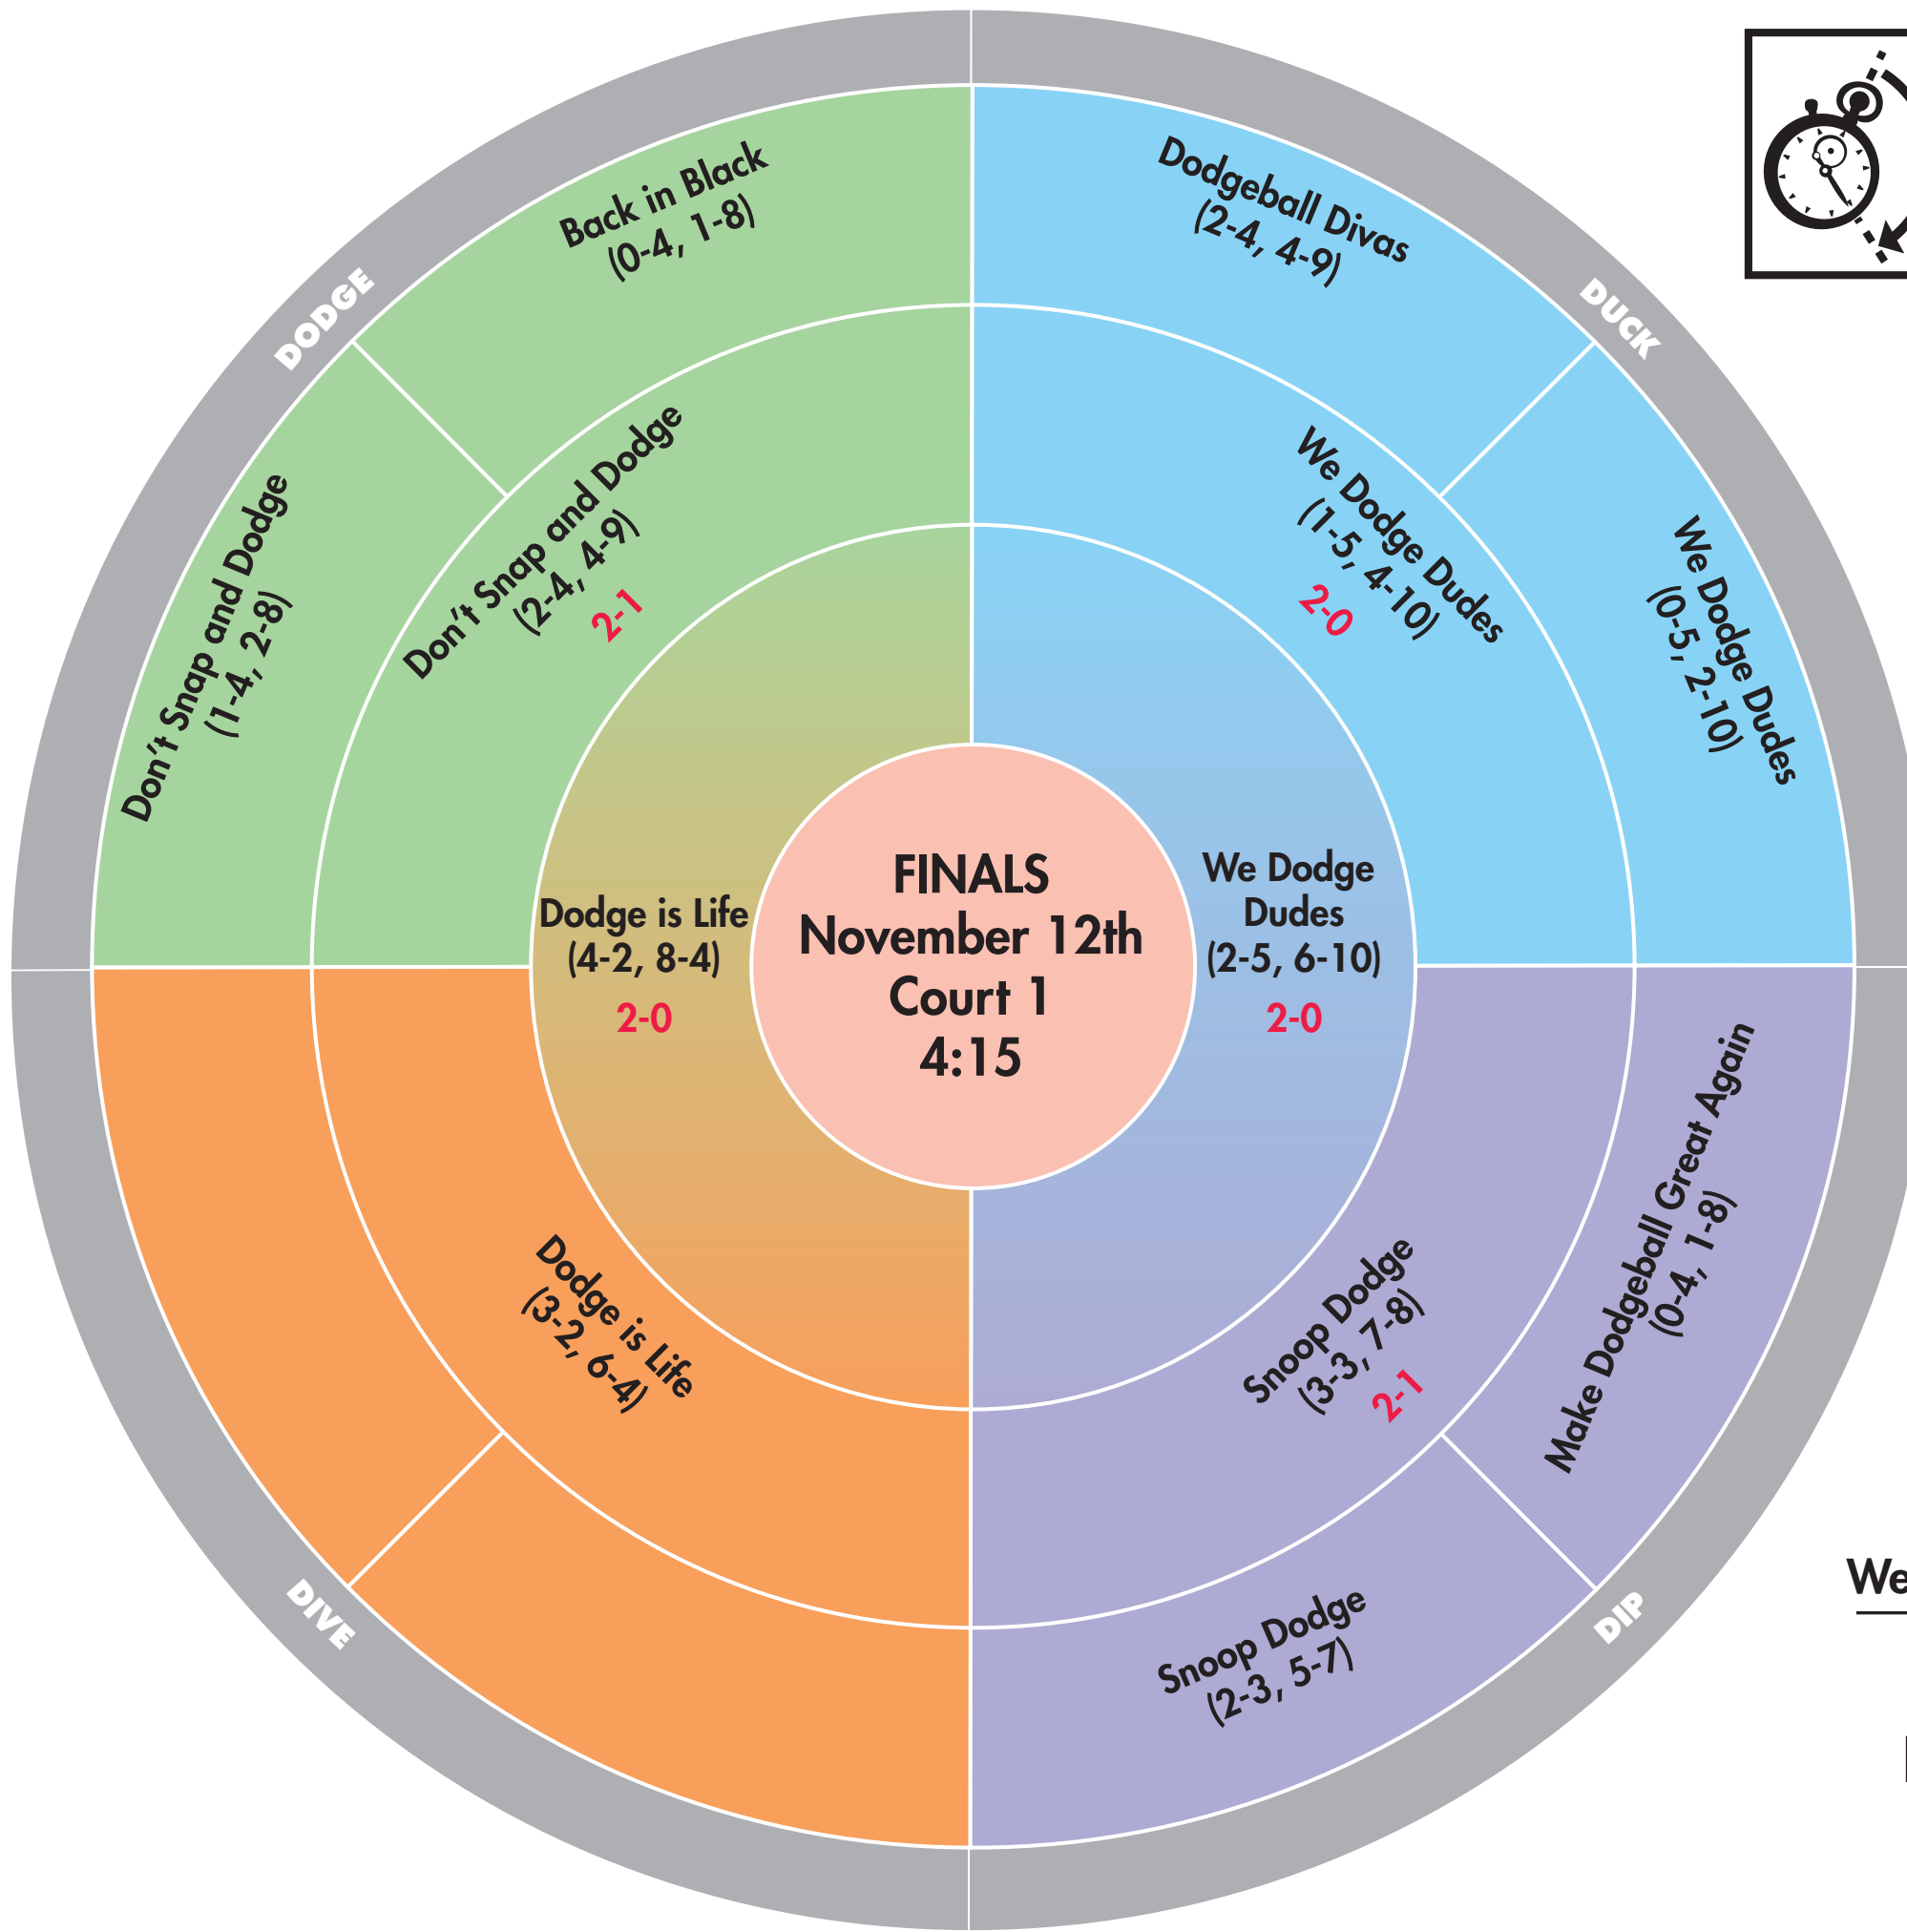 DODGE
DUCK
Back in Black
(0-4, 1-8)
Dodgeball Divas
(2-4, 4-9)
Don't Snap and Dodge
(1-4, 2-8)
Don't Snap and Dodge
(2-4, 4-9)
2-1
We Dodge Dudes
(1-5, 4-10)
2-0
We Dodge Dudes
(0-5, 2-10)
Dodge is Life
(4-2, 8-4)
2-0
FINALS
November 12th
Court 1
4:15
We Dodge
Dudes
(2-5, 6-10)
2-0
Dodge is Life
(3-2, 6-4)
Snoop Dodge
(3-3, 7-8)
2-1
Make Dodgeball Great Again
(0-4, 1-8)
Snoop Dodge
(2-3, 5-7)
DIVE
DIP
We